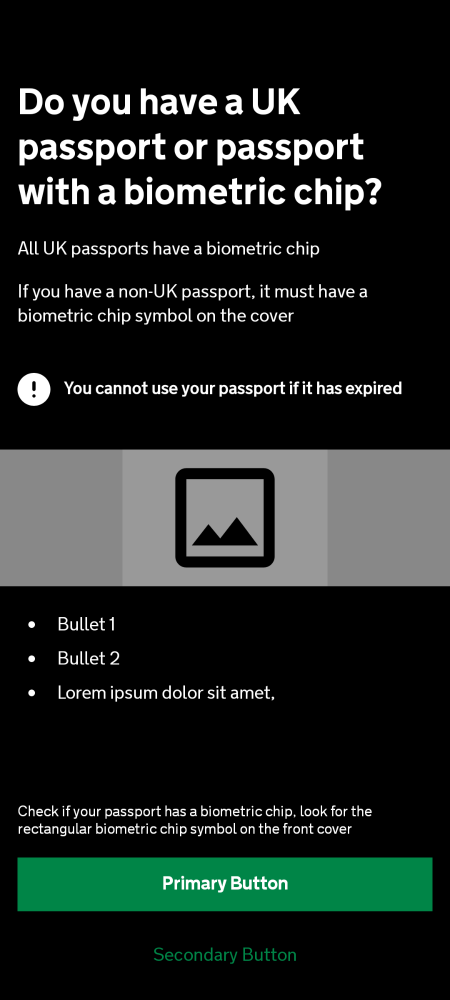 Do you have a UK
passport or passport
with a biometric chip?
All UK passports have a biometric chip
If you have a non-UK passport, it must have a
biometric chip symbol on the cover
! You cannot use your passport if it has expired
• Bullet 1
• Bullet 2
• Lorem ipsum dolor sit amet,
Check if your passport has a biometric chip, look for the
rectangular biometric chip symbol on the front cover
Primary Button
Secondary Button